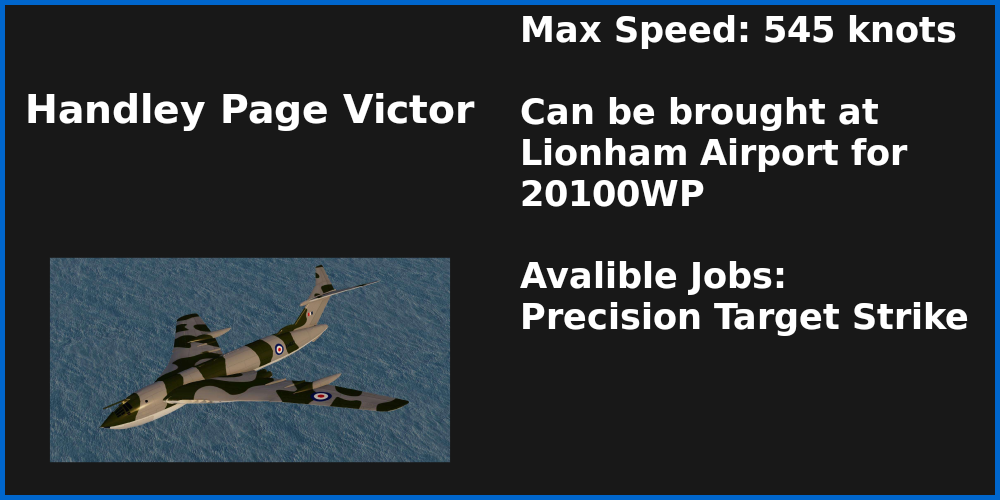 Handley Page Victor
Max Speed: 545 knots
Can be brought at
Lionham Airport for
20100WP
Avalible Jobs:
Precision Target Strike